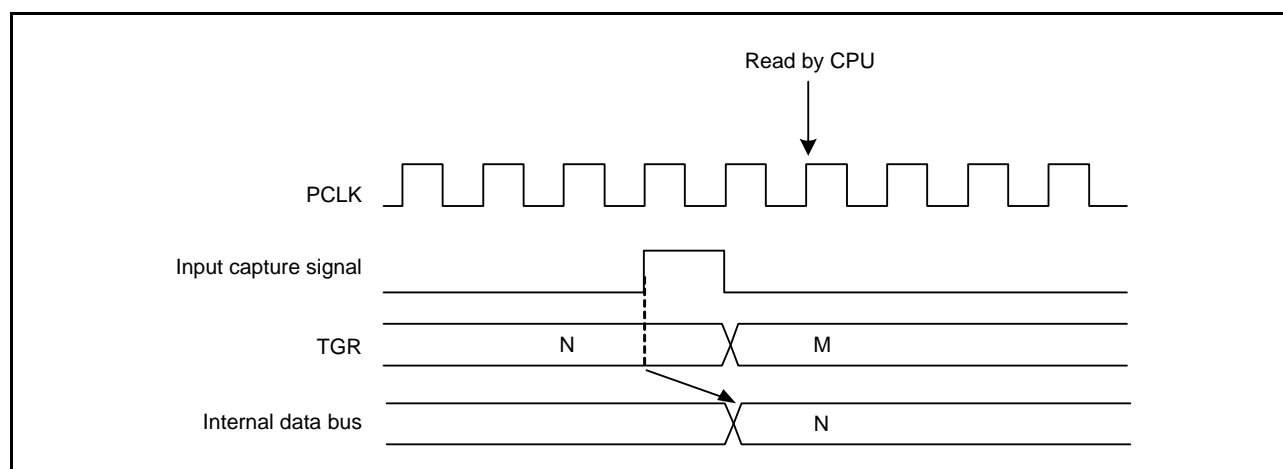 Read by CPU
PCLK
Input capture signal
TGR N M
Internal data bus N